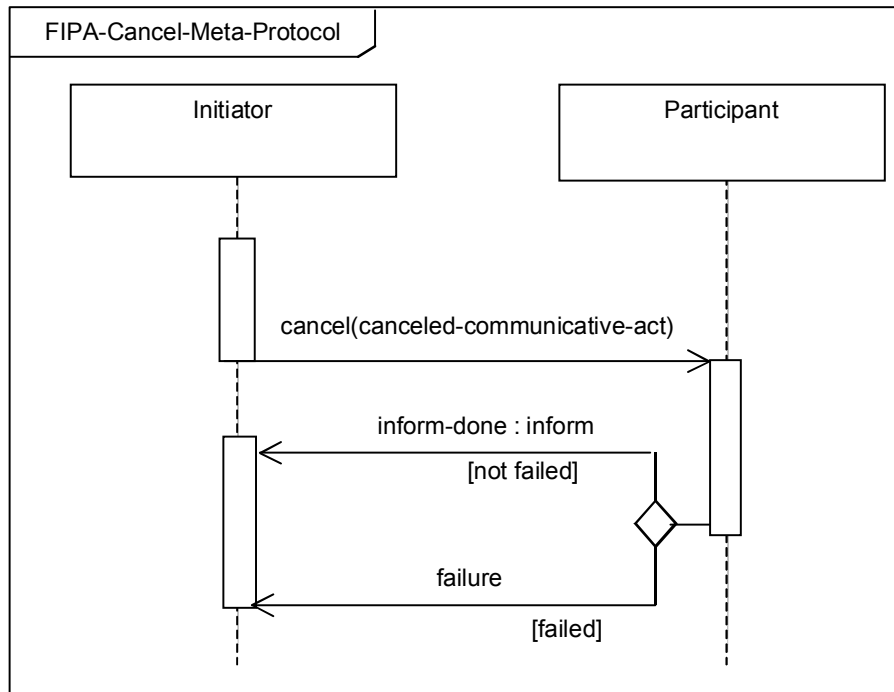 FIPA-Cancel-Meta-Protocol
Initiator
Participant
cancel(canceled-communicative-act)
inform-done : inform
[not failed]
failure
[failed]